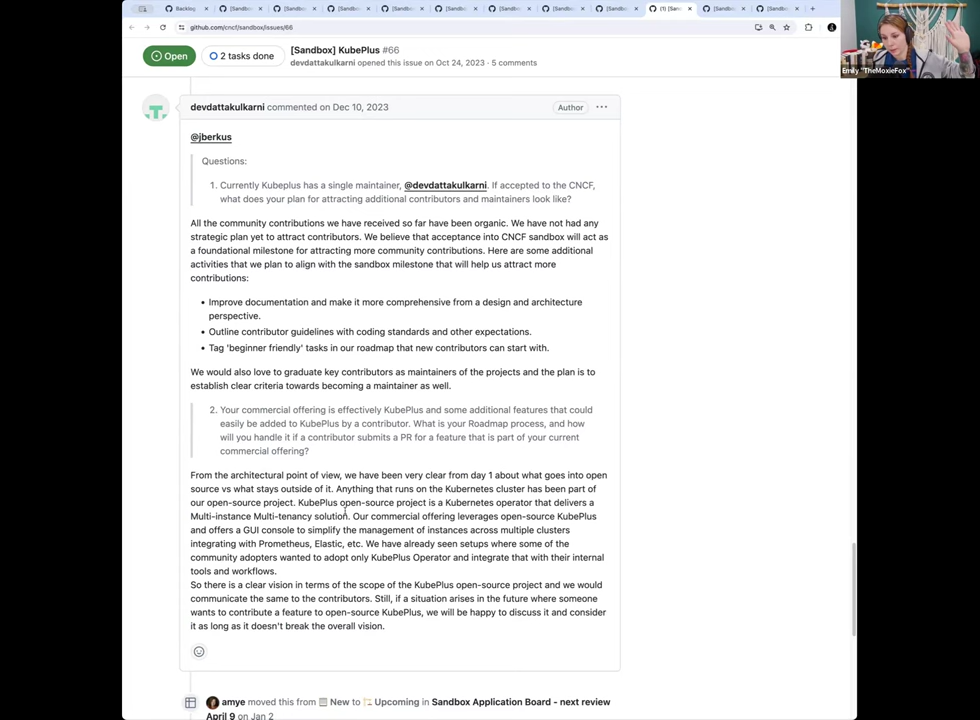 Backlog
[Sandbox]
[Sandbox]
[Sandbox]
[Sandbox]
[Sandbox]
[Sandbox]
[Sandbox]
[Sandbox]
(1) [San
[Sandbox]
[Sandbox]
github.com/cncf/sandbox/issues/66
Emily "TheMoxieFox"
Open
2 tasks done
[Sandbox] KubePlus #66
devdattakulkarni opened this issue on Oct 24, 2023 · 5 comments
devdattakulkarni commented on Dec 10, 2023
Author
@jberkus
Questions:
1. Currently Kubeplus has a single maintainer, @devdattakulkarni. If accepted to the CNCF,
what does your plan for attracting additional contributors and maintainers look like?
All the community contributions we have received so far have been organic. We have not had any
strategic plan yet to attract contributors. We believe that acceptance into CNCF sandbox will act as
a foundational milestone for attracting more community contributions. Here are some additional
activities that we plan to align with the sandbox milestone that will help us attract more
contributions:
• Improve documentation and make it more comprehensive from a design and architecture
perspective.
• Outline contributor guidelines with coding standards and other expectations.
• Tag 'beginner friendly' tasks in our roadmap that new contributors can start with.
We would also love to graduate key contributors as maintainers of the projects and the plan is to
establish clear criteria towards becoming a maintainer as well.
2. Your commercial offering is effectively KubePlus and some additional features that could
easily be added to KubePlus by a contributor. What is your Roadmap process, and how
will you handle it if a contributor submits a PR for a feature that is part of your current
commercial offering?
From the architectural point of view, we have been very clear from day 1 about what goes into open
source vs what stays outside of it. Anything that runs on the Kubernetes cluster has been part of
our open-source project. KubePlus open-source project is a Kubernetes operator that delivers a
Multi-instance Multi-tenancy solution. Our commercial offering leverages open-source KubePlus
and offers a GUI console to simplify the management of instances across multiple clusters
integrating with Prometheus, Elastic, etc. We have already seen setups where some of the
community adopters wanted to adopt only KubePlus Operator and integrate that with their internal
tools and workflows.
So there is a clear vision in terms of the scope of the KubePlus open-source project and we would
communicate the same to the contributors. Still, if a situation arises in the future where someone
wants to contribute a feature to open-source KubePlus, we will be happy to discuss it and consider
it as long as it doesn't break the overall vision.
amye moved this from New to Upcoming in Sandbox Application Board - next review
April 9 on Jan 2